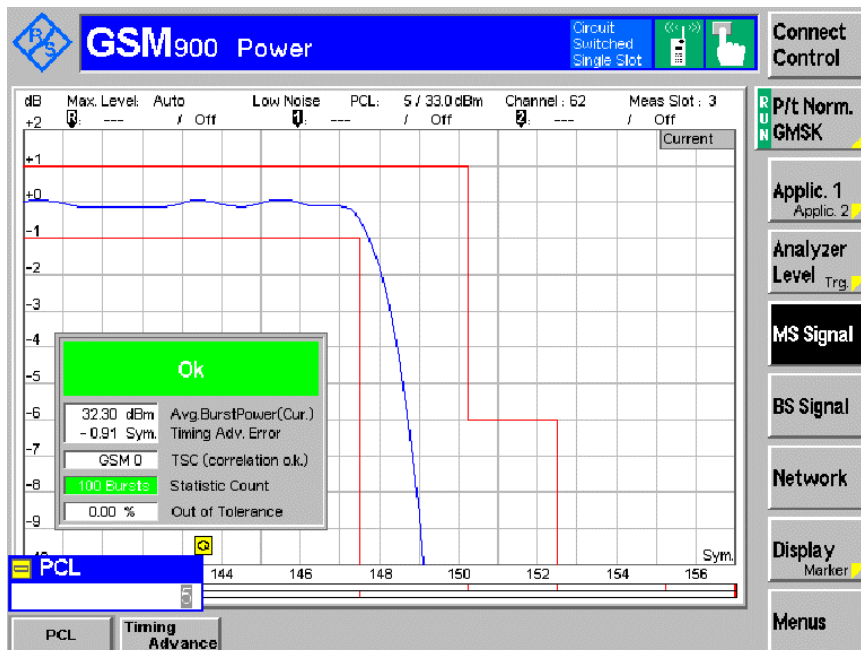 R S
GSM900 Power
Circuit
Switched
Single Slot
Connect
Control
dB Max. Level: Auto Low Noise PCL: 5 / 33.0 dBm Channel : 62 Meas Slot : 3
+2 R: --- / Off 1: --- / Off 2: --- / Off
Current
RUN
P/t Norm.
GMSK
+1
+0
-1
-2
-3
-4
-5
-6
-7
-8
-9
Applic. 1
Applic. 2
Analyzer
Level Trg.
MS Signal
BS Signal
Network
Display
Marker
Menus
Ok
32.30 dBm Avg.BurstPower(Cur.)
- 0.91 Sym. Timing Adv. Error
GSM 0 TSC (correlation o.k.)
100 Bursts Statistic Count
0.00 % Out of Tolerance
Sym.
144 146 148 150 152 154 156
PCL
5
PCL
Timing
Advance